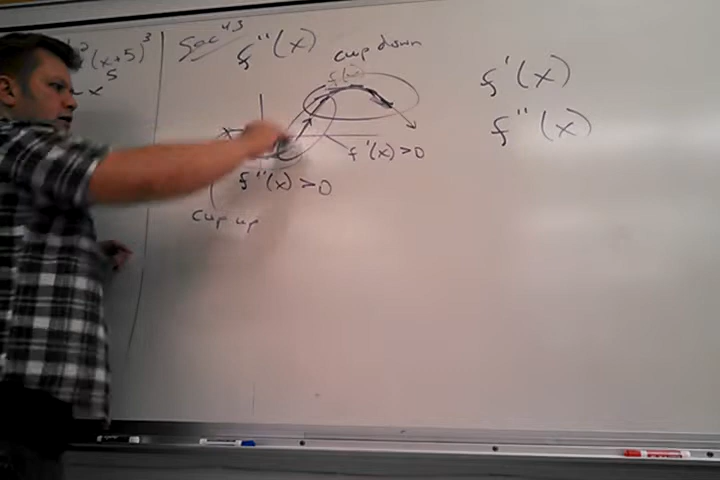 (x+5)³
5
x
Sec 4.3
f''(x)
cup down
f(x)
f'(x) > 0
f''(x) > 0
cup up
f'(x)
f''(x)